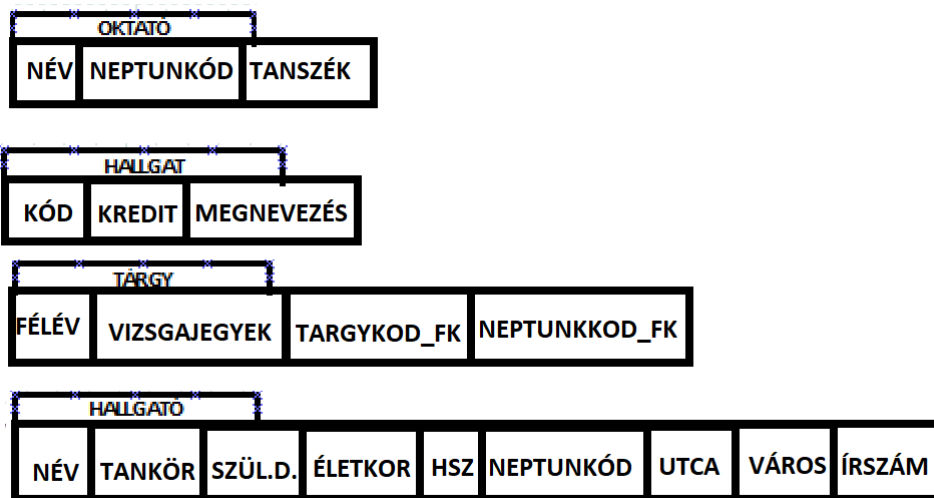 OKTATÓ
NÉV NEPTUNKÓD TANSZÉK
HALLGAT
KÓD KREDIT MEGNEVEZÉS
TÁRGY
FÉLÉV VIZSGAJEGYEK TARGYKOD_FK NEPTUNKKOD_FK
HALLGATÓ
NÉV TANKÖR SZÜL.D. ÉLETKOR HSZ NEPTUNKÓD UTCA VÁROS ÍRSZÁM